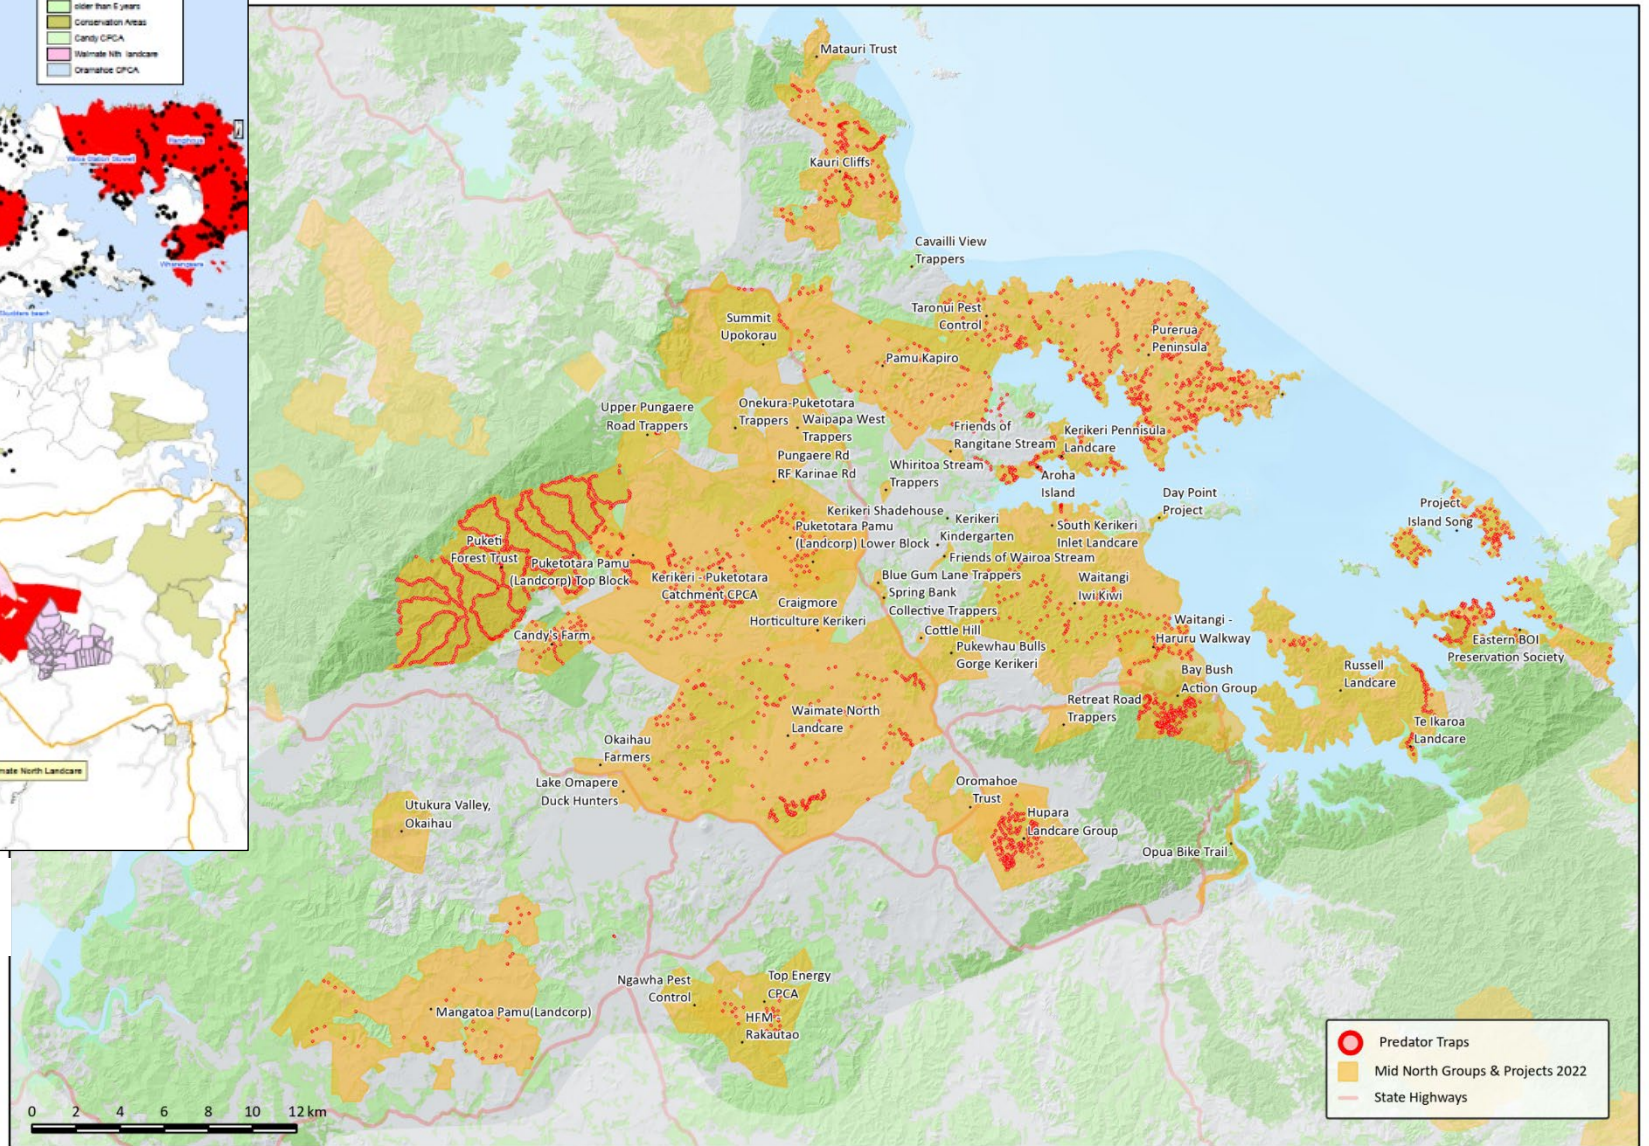 older than 5 years
Conservation Areas
Candy CPCA
Waimate Nth landcare
Oramahoe CPCA
mate North Landcare
Matauri Trust
Kauri Cliffs
Cavailli View
Trappers
Taronui Pest
Control
Summit
Upokorau
Purerua
Peninsula
Pamu Kapiro
Upper Pungaere
Road Trappers
Onekura-Puketotara
Trappers
Waipapa West
Trappers
Friends of
Rangitane Stream
Kerikeri Pennisula
Landcare
Pungaere Rd
RF Karinae Rd
Whiritoa Stream
Trappers
Aroha
Island
Day Point
Project
Project
Island Song
Kerikeri Shadehouse
Kerikeri
Kindergarten
South Kerikeri
Inlet Landcare
Puketotara Pamu
(Landcorp) Lower Block
Friends of Wairoa Stream
Puketi
Forest Trust
Puketotara Pamu
(Landcorp) Top Block
Kerikeri - Puketotara
Catchment CPCA
Blue Gum Lane Trappers
Spring Bank
Collective Trappers
Waitangi
Iwi Kiwi
Craigmore
Horticulture Kerikeri
Candy's Farm
Cottle Hill
Pukewhau Bulls
Gorge Kerikeri
Waitangi -
Haruru Walkway
Eastern BOI
Preservation Society
Bay Bush
Action Group
Russell
Landcare
Retreat Road
Trappers
Waimate North
Landcare
Te Ikaroa
Landcare
Okaihau
Farmers
Lake Omapere
Duck Hunters
Oromahoe
Trust
Utukura Valley,
Okaihau
Hupara
Landcare Group
Opua Bike Trail
Ngawha Pest
Control
Top Energy
CPCA
Mangatoa Pamu(Landcorp)
HFM -
Rakautao
Predator Traps
Mid North Groups & Projects 2022
State Highways
0 2 4 6 8 10 12 km